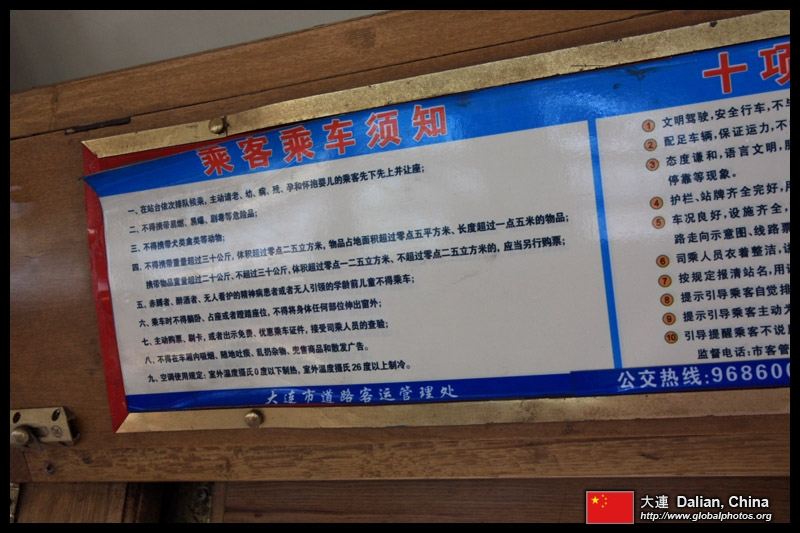 乘客乘车须知
一、在站台依次排队候乘，主动请老、幼、病、残、孕和怀抱婴儿的乘客先下先上并让座；
二、不得携带易燃、易爆、剧毒等危险品；
三、不得携带犬类禽类等动物；
四、不得携带重量超过三十公斤，体积超过零点二五立方米，物品占地面积超过零点五平方米、长度超过一点五米的物品；
携带物品重量超过二十公斤，不超过三十公斤，体积超过零点一二立方米、不超过零点二五立方米的，应当另行购票；
五、赤膊者、醉酒者、无人看护的精神病患者或者无人引领的学龄前儿童不得乘车；
六、乘车时不得躺卧、占座或者蹬踏座位，不得将身体任何部位伸出窗外；
七、主动购票、刷卡，或者出示免费、优惠乘车证件，接受司乘人员的查验；
八、不得在车厢内吸烟、随地吐痰、乱扔杂物、兜售商品和散发广告。
九、空调使用规定：室外温度摄氏0度以下制热，室外温度摄氏26度以上制冷。
大连市道路客运管理处
十项
① 文明驾驶，安全行车，不
② 配足车辆，保证运力，不
③ 态度谦和，语言文明，
停靠等现象。
④ 护栏、站牌齐全完好，
⑤ 车况良好，设施齐全，
路走向示意图、线路票
⑥ 司乘人员衣着整洁，
⑦ 按规定报清站名，用
⑧ 提示引导乘客自觉排
⑨ 提示引导乘客主动为
⑩ 引导提醒乘客不说
监督电话：市客管
公交热线：96860
大連 Dalian, China
http://www.globalphotos.org